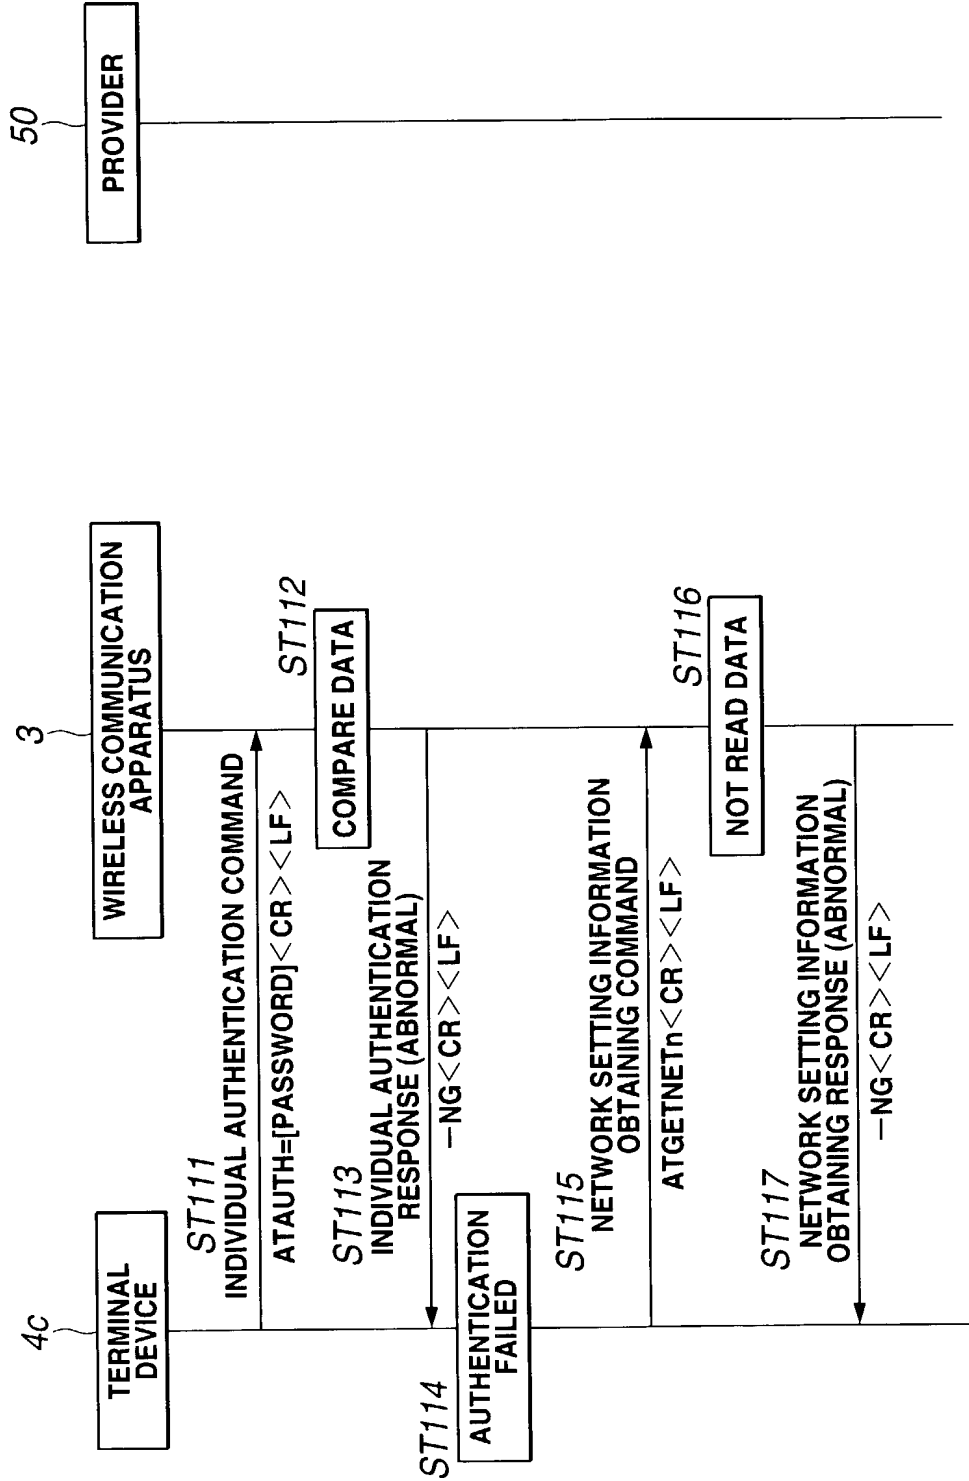 4c
TERMINAL
DEVICE
3
WIRELESS COMMUNICATION
APPARATUS
50
PROVIDER
ST111
INDIVIDUAL AUTHENTICATION COMMAND
ATAUTH=[PASSWORD]<CR><LF>
ST112
COMPARE DATA
ST113
INDIVIDUAL AUTHENTICATION
RESPONSE (ABNORMAL)
−NG<CR><LF>
ST114
AUTHENTICATION
FAILED
ST115
NETWORK SETTING INFORMATION
OBTAINING COMMAND
ATGETNETn<CR><LF>
ST116
NOT READ DATA
ST117
NETWORK SETTING INFORMATION
OBTAINING RESPONSE (ABNORMAL)
−NG<CR><LF>